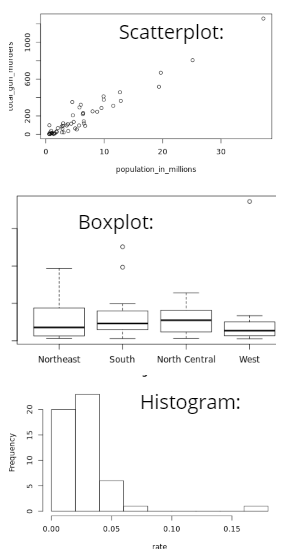 Scatterplot:
total_gun_murders
0 200 600 1000
0 10 20 30
population_in_millions
Boxplot:
Northeast South North Central West
Histogram:
Frequency
0 5 10 15 20
0.00 0.05 0.10 0.15
rate